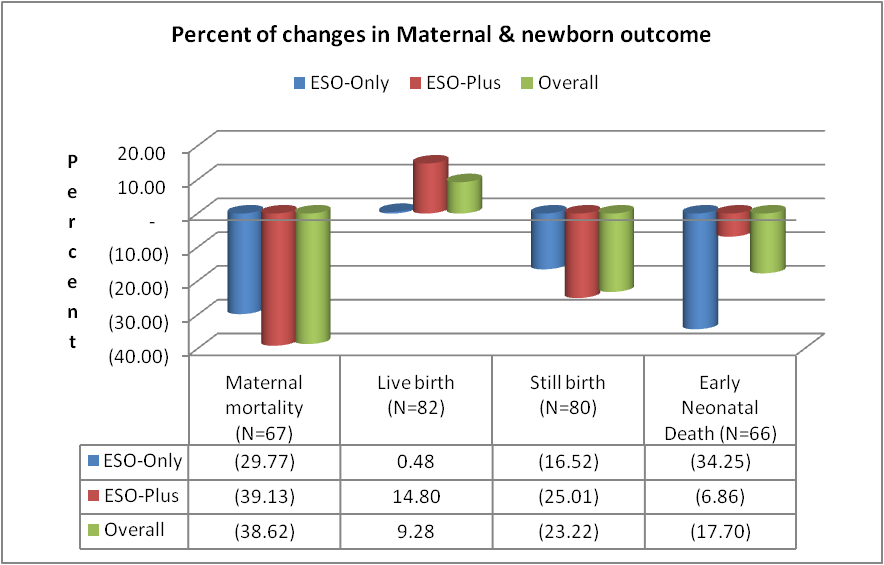 Percent of changes in Maternal & newborn outcome
ESO-Only ESO-Plus Overall
Percent
20.00
10.00
-
(10.00)
(20.00)
(30.00)
(40.00)
Maternal mortality (N=67) Live birth (N=82) Still birth (N=80) Early Neonatal Death (N=66)
ESO-Only (29.77) 0.48 (16.52) (34.25)
ESO-Plus (39.13) 14.80 (25.01) (6.86)
Overall (38.62) 9.28 (23.22) (17.70)